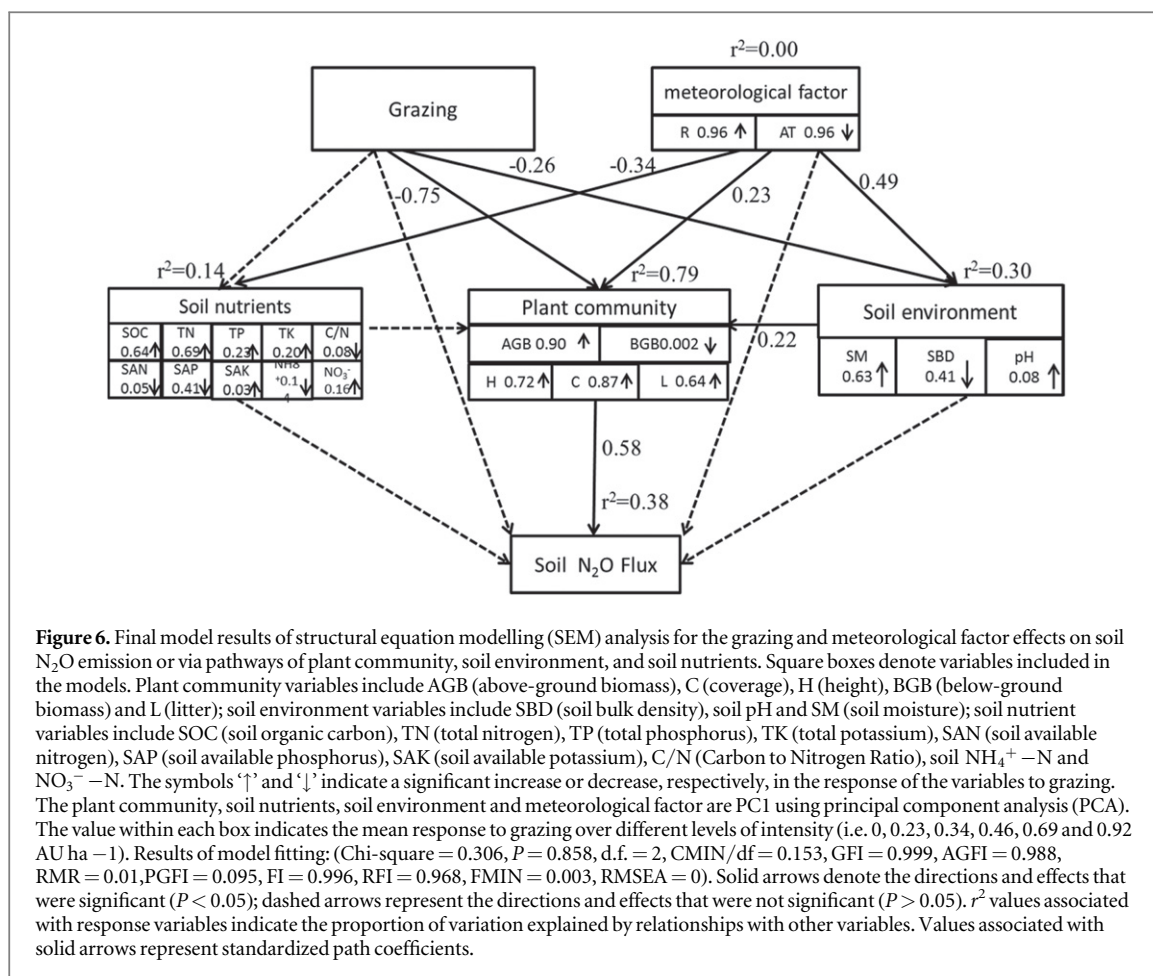 r²=0.00
Grazing
meteorological factor
R 0.96 ↑
AT 0.96 ↓
-0.26
-0.34
-0.75
0.23
0.49
r²=0.14
r²=0.79
r²=0.30
Soil nutrients
SOC 0.64↑
TN 0.69↑
TP 0.23↑
TK 0.20↑
C/N 0.08↓
SAN 0.05↓
SAP 0.41↓
SAK 0.03↑
NO₃⁻ 0.16↑
Plant community
AGB 0.90 ↑
BGB0.002 ↓
H 0.72↑
C 0.87↑
L 0.64↑
0.22
Soil environment
SM 0.63 ↑
SBD 0.41 ↓
pH 0.08 ↑
0.58
r²=0.38
Soil N₂O Flux
Figure 6. Final model results of structural equation modelling (SEM) analysis for the grazing and meteorological factor effects on soil
N₂O emission or via pathways of plant community, soil environment, and soil nutrients. Square boxes denote variables included in
the models. Plant community variables include AGB (above-ground biomass), C (coverage), H (height), BGB (below-ground
biomass) and L (litter); soil environment variables include SBD (soil bulk density), soil pH and SM (soil moisture); soil nutrient
variables include SOC (soil organic carbon), TN (total nitrogen), TP (total phosphorus), TK (total potassium), SAN (soil available
nitrogen), SAP (soil available phosphorus), SAK (soil available potassium), C/N (Carbon to Nitrogen Ratio), soil NH₄⁺ −N and
NO₃⁻ −N. The symbols ‘↑’ and ‘↓’ indicate a significant increase or decrease, respectively, in the response of the variables to grazing.
The plant community, soil nutrients, soil environment and meteorological factor are PC1 using principal component analysis (PCA).
The value within each box indicates the mean response to grazing over different levels of intensity (i.e. 0, 0.23, 0.34, 0.46, 0.69 and 0.92
AU ha −1). Results of model fitting: (Chi-square = 0.306, P = 0.858, d.f. = 2, CMIN/df = 0.153, GFI = 0.999, AGFI = 0.988,
RMR = 0.01,PGFI = 0.095, FI = 0.996, RFI = 0.968, FMIN = 0.003, RMSEA = 0). Solid arrows denote the directions and effects that
were significant (P < 0.05); dashed arrows represent the directions and effects that were not significant (P > 0.05). r² values associated
with response variables indicate the proportion of variation explained by relationships with other variables. Values associated with
solid arrows represent standardized path coefficients.